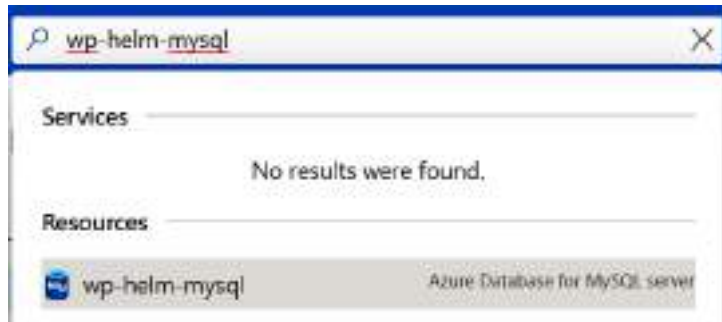 wp-helm-mysql
Services
No results were found.
Resources
wp-helm-mysql Azure Database for MySQL server